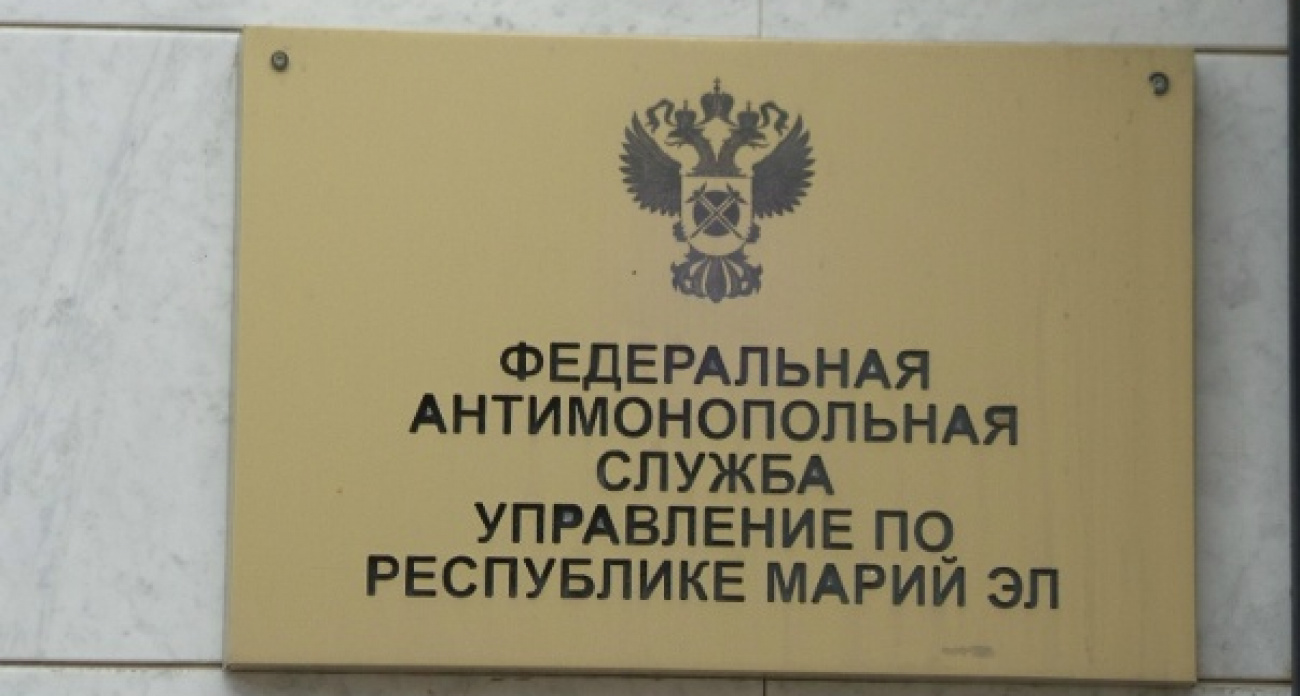 ФЕДЕРАЛЬНАЯ
АНТИМОНОПОЛЬНАЯ
СЛУЖБА
УПРАВЛЕНИЕ ПО
РЕСПУБЛИКЕ МАРИЙ ЭЛ